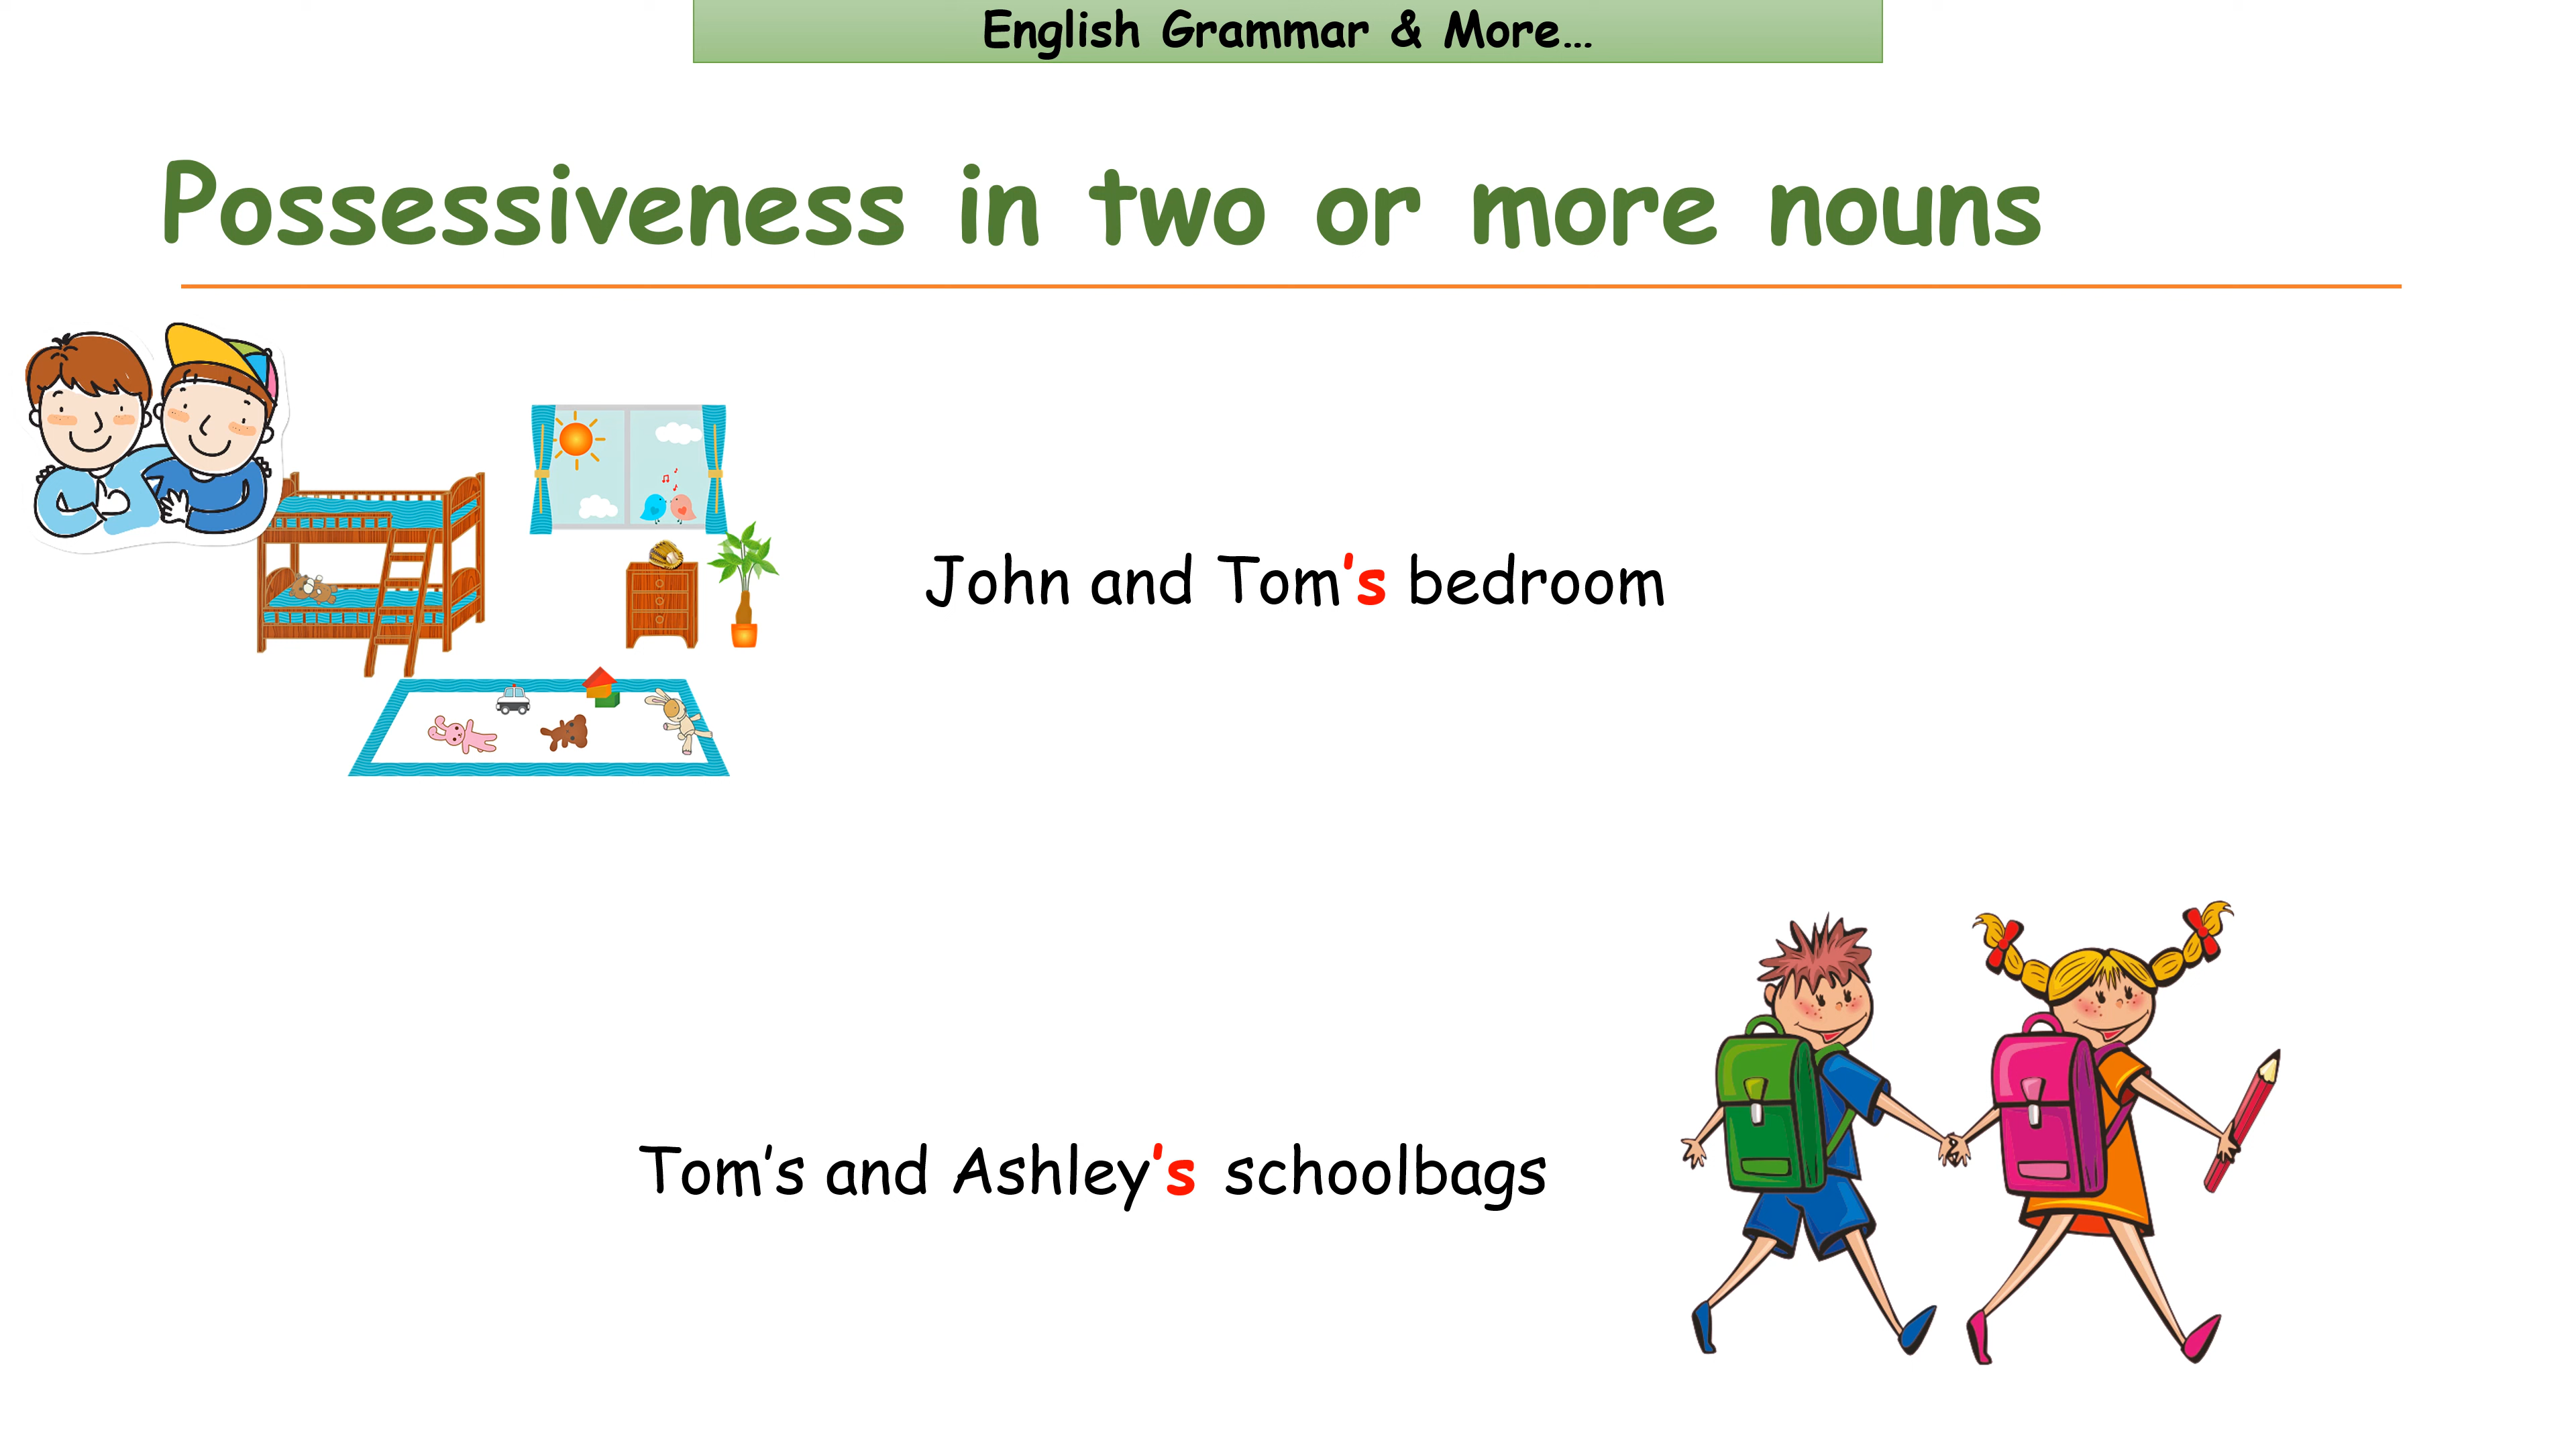 English Grammar & More…
Possessiveness in two or more nouns
John and Tom’s bedroom
Tom’s and Ashley’s schoolbags